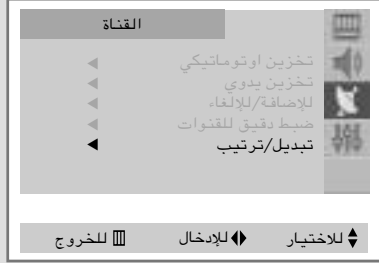 القناة
تخزين اوتوماتيكي
تخزين يدوي
للإضافة/للإلغاء
ضبط دقيق للقنوات
تبديل/ترتيب
للاختيار للإدخال للخروج